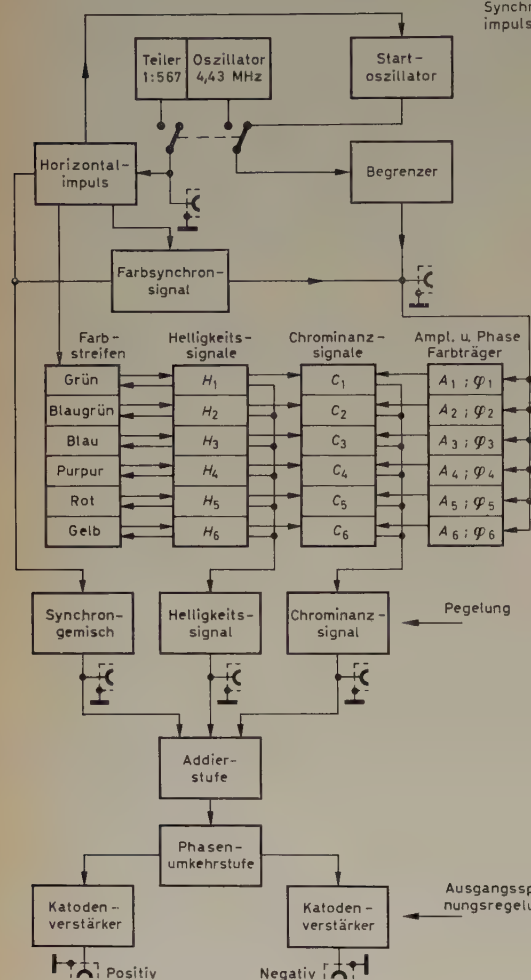 Synchr
impuls
Teiler
1:567
Oszillator
4,43 MHz
Start-
oszillator
Horizontal-
impuls
Begrenzer
Farbsynchron-
signal
Farb-
streifen
Helligkeits-
signale
Chrominanz-
signale
Ampl. u. Phase
Farbträger
Grün H1 C1 A1 ; φ1
Blaugrün H2 C2 A2 ; φ2
Blau H3 C3 A3 ; φ3
Purpur H4 C4 A4 ; φ4
Rot H5 C5 A5 ; φ5
Gelb H6 C6 A6 ; φ6
Synchron-
gemisch
Helligkeits-
signal
Chrominanz-
signal
Pegelung
Addier-
stufe
Phasen-
umkehrstufe
Katoden-
verstärker
Katoden-
verstärker
Ausgangssp
nungsregelu
Positiv
Negativ